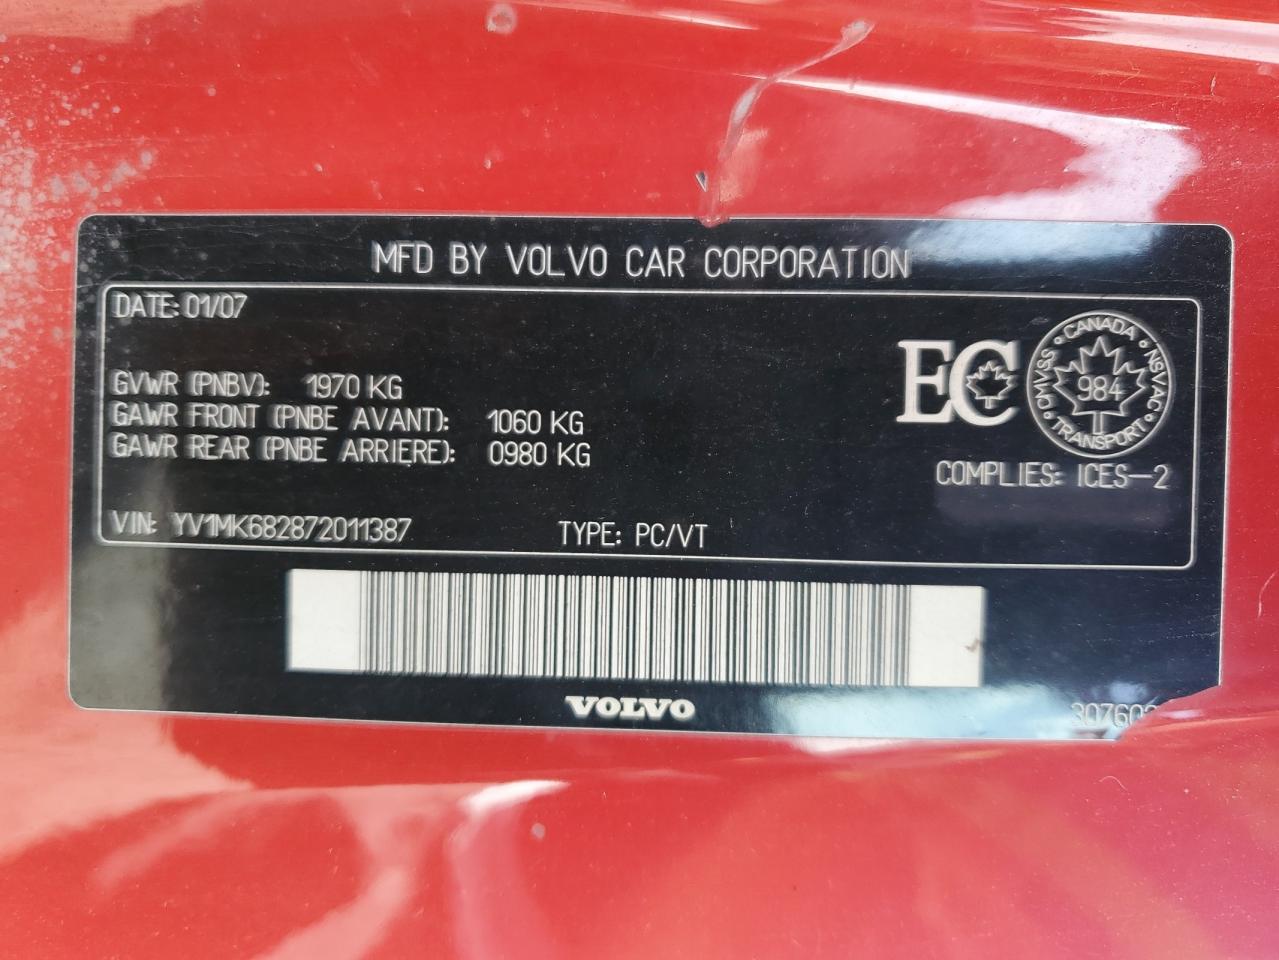 MFD BY VOLVO CAR CORPORATION
DATE: 01/07
GVWR (PNBV): 1970 KG
GAWR FRONT (PNBE AVANT): 1060 KG
GAWR REAR (PNBE ARRIERE): 0980 KG
EC
CANADA
CMVSS NSVAC
984
TRANSPORT
COMPLIES: ICES-2
VIN: YV1MK682872011387 TYPE: PC/VT
VOLVO